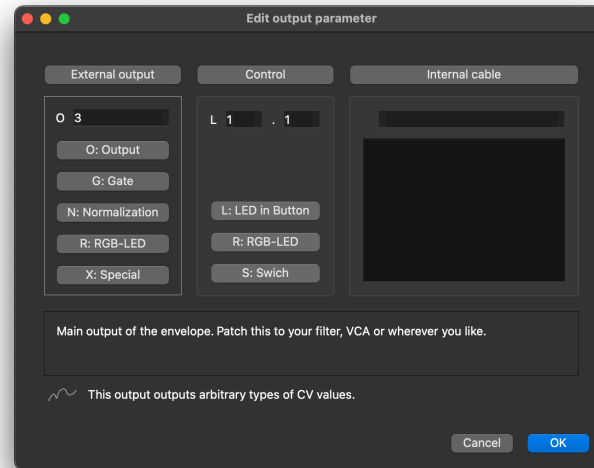 Edit output parameter
External output
Control
Internal cable
O 3
L 1 . 1
O: Output
G: Gate
N: Normalization
L: LED in Button
R: RGB-LED
R: RGB-LED
X: Special
S: Swich
Main output of the envelope. Patch this to your filter, VCA or wherever you like.
This output outputs arbitrary types of CV values.
Cancel
OK